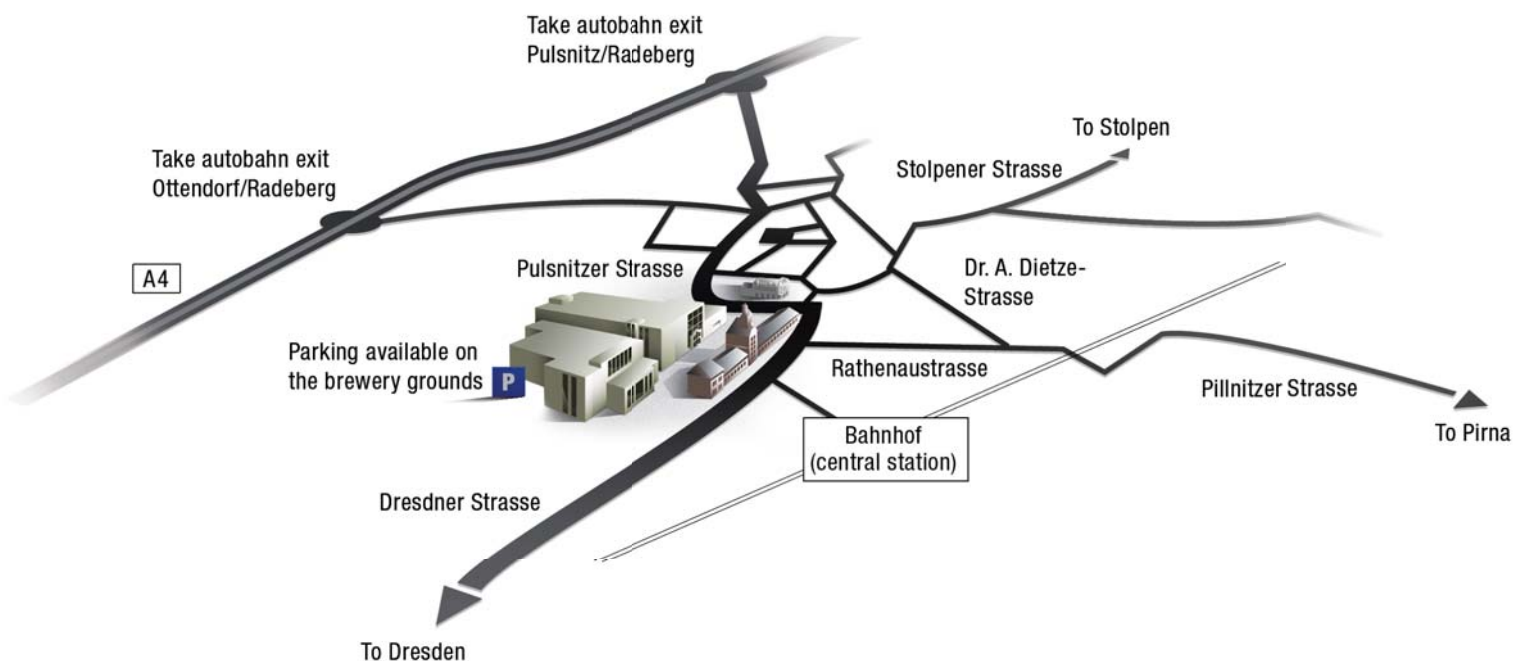 Take autobahn exit
Pulsnitz/Radeberg
To Stolpen
Take autobahn exit
Ottendorf/Radeberg
Stolpener Strasse
A4
Pulsnitzer Strasse
Dr. A. Dietze-
Strasse
Parking available on
the brewery grounds
P
Rathenaustrasse
Pillnitzer Strasse
To Pirna
Bahnhof
(central station)
Dresdner Strasse
To Dresden